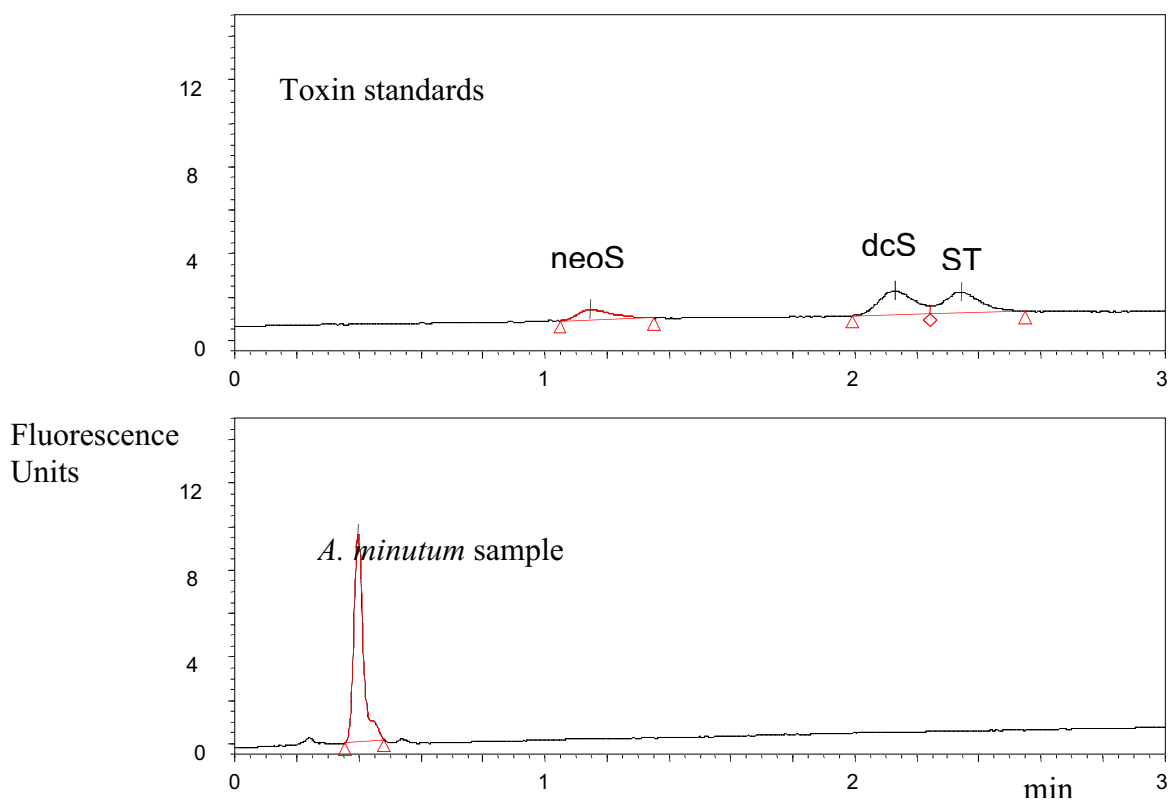 12
Toxin standards
8
4
neoS
dcS
ST
0
0 1 2 3
Fluorescence
Units
12
A. minutum sample
8
4
0
0 1 2 3
min